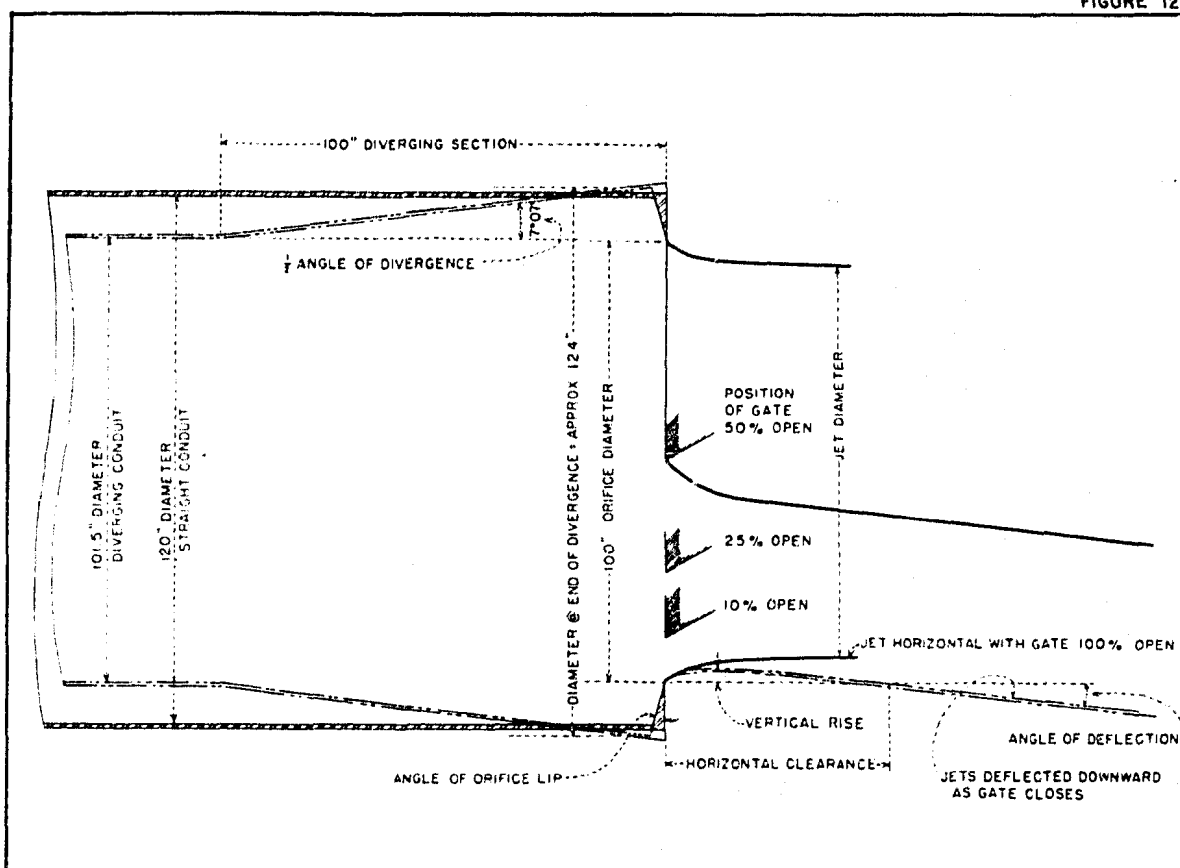 FIGURE 12
100" DIVERGING SECTION
7°07'
½ ANGLE OF DIVERGENCE
101.5" DIAMETER
DIVERGING CONDUIT
120" DIAMETER
STRAIGHT CONDUIT
DIAMETER @ END OF DIVERGENCE = APPROX 124"
100" ORIFICE DIAMETER
JET DIAMETER
POSITION
OF GATE
50% OPEN
25% OPEN
10% OPEN
JET HORIZONTAL WITH GATE 100% OPEN
VERTICAL RISE
ANGLE OF DEFLECTION
HORIZONTAL CLEARANCE
ANGLE OF ORIFICE LIP
JETS DEFLECTED DOWNWARD
AS GATE CLOSES